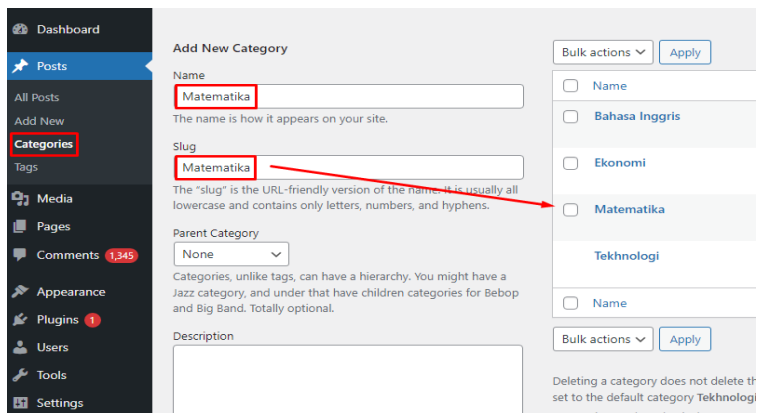 Dashboard
Posts
All Posts
Add New
Categories
Tags
Media
Pages
Comments 1,345
Appearance
Plugins 1
Users
Tools
Settings
Add New Category
Name
Matematika
The name is how it appears on your site.
Slug
Matematika
The "slug" is the URL-friendly version of the name. It is usually all
lowercase and contains only letters, numbers, and hyphens.
Parent Category
None
Categories, unlike tags, can have a hierarchy. You might have a
Jazz category, and under that have children categories for Bebop
and Big Band. Totally optional.
Description
Bulk actions Apply
Name
Bahasa Inggris
Ekonomi
Matematika
Tekhnologi
Name
Bulk actions Apply
Deleting a category does not delete th
set to the default category Tekhnologi